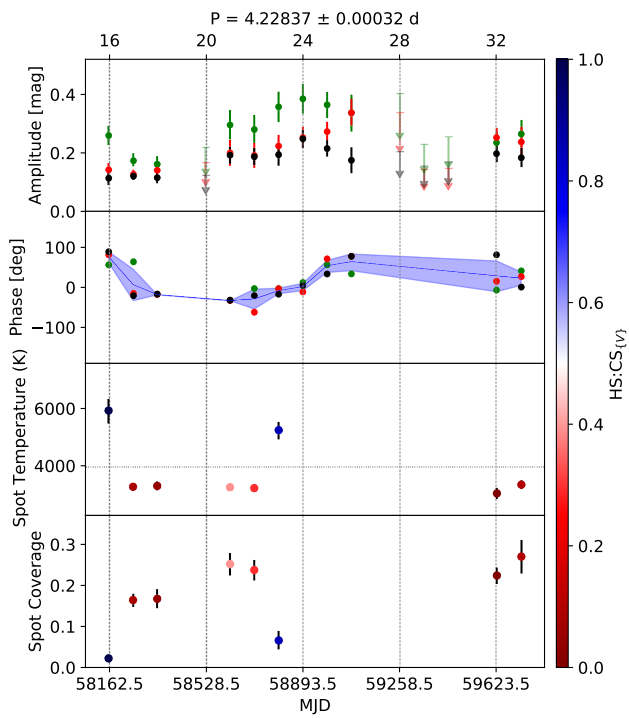 P = 4.22837 ± 0.00032 d
16 20 24 28 32
Amplitude [mag]
0.4
0.2
0.0
Phase [deg]
100
0
−100
Spot Temperature (K)
6000
4000
Spot Coverage
0.3
0.2
0.1
0.0
58162.5 58528.5 58893.5 59258.5 59623.5
MJD
1.0
0.8
0.6
0.4
0.2
0.0
HS:CS{V}